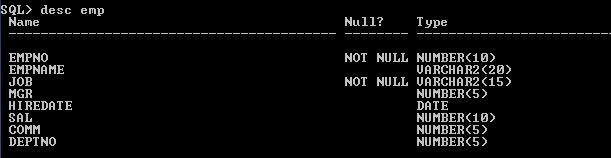 SQL> desc emp
Name Null? Type
----------------------------------------- -------- ----------------------------
EMPNO NOT NULL NUMBER(10)
EMPNAME VARCHAR2(20)
JOB NOT NULL VARCHAR2(15)
MGR NUMBER(5)
HIREDATE DATE
SAL NUMBER(10)
COMM NUMBER(5)
DEPTNO NUMBER(5)